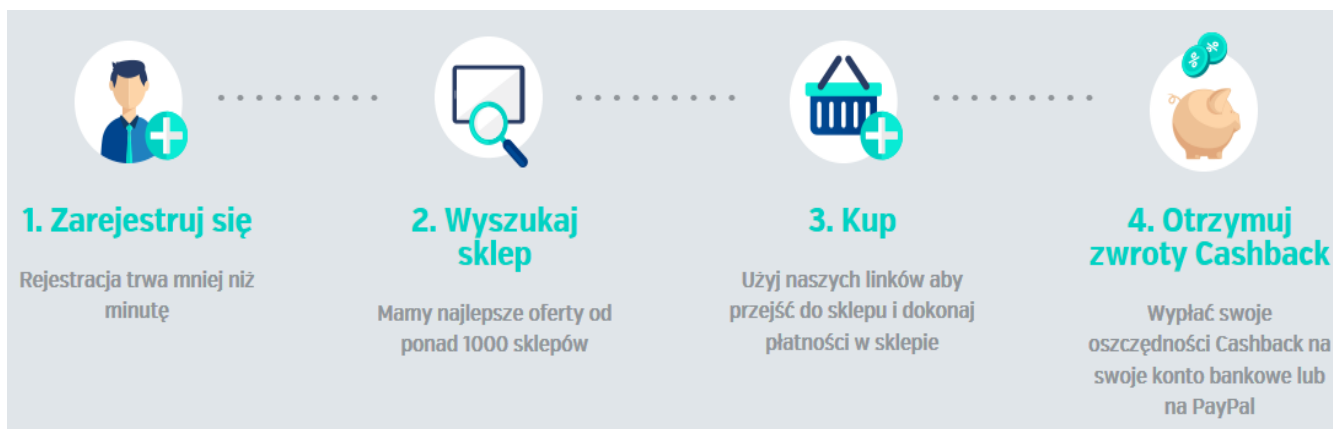 1. Zarejestruj się
Rejestracja trwa mniej niż
minutę
2. Wyszukaj
sklep
Mamy najlepsze oferty od
ponad 1000 sklepów
3. Kup
Użyj naszych linków aby
przejść do sklepu i dokonaj
płatności w sklepie
4. Otrzymuj
zwroty Cashback
Wypłać swoje
oszczędności Cashback na
swoje konto bankowe lub
na PayPal